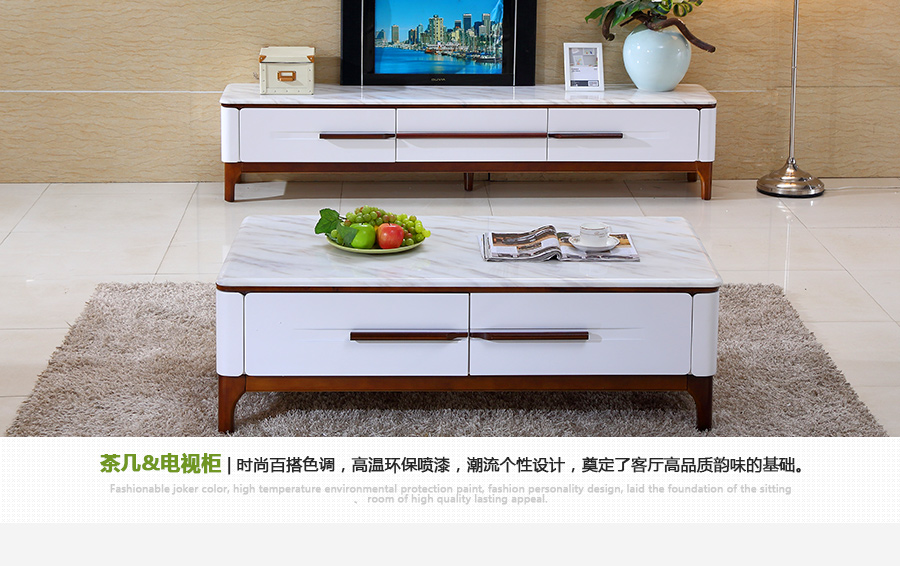 茶几&电视柜 | 时尚百搭色调，高温环保喷漆，潮流个性设计，奠定了客厅高品质韵味的基础。
Fashionable joker color, high temperature environmental protection paint, fashion personality design, laid the foundation of the sitting
room of high quality lasting appeal.